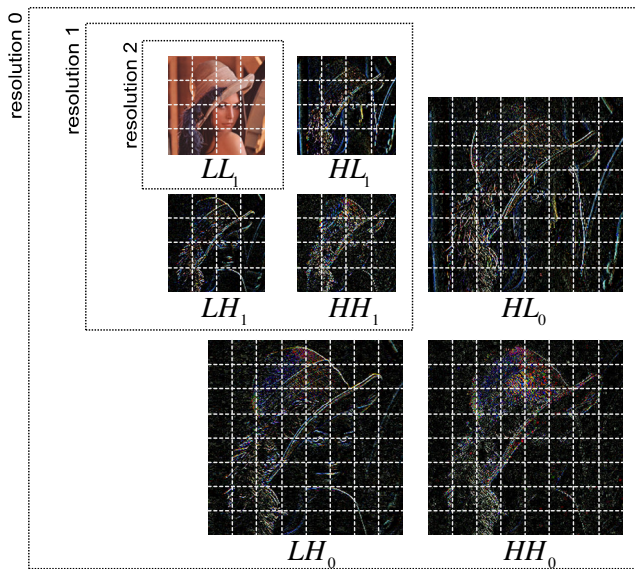 resolution 0
resolution 1
resolution 2
LL₁
HL₁
LH₁
HH₁
HL₀
LH₀
HH₀